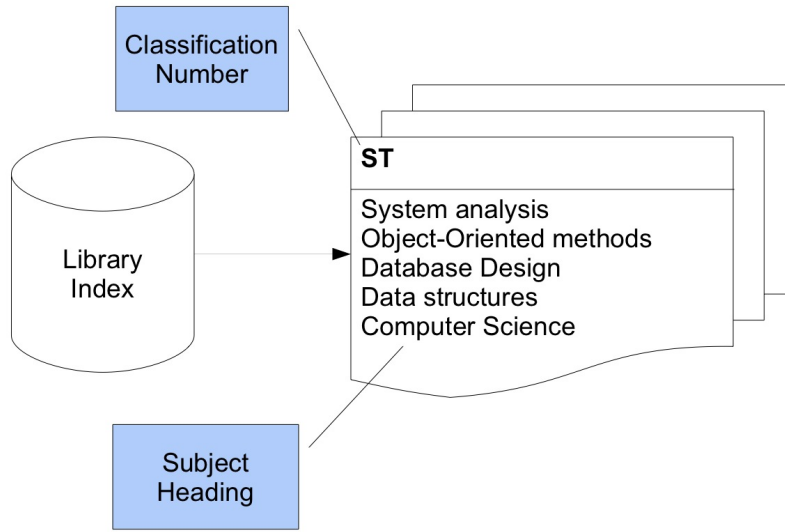 Classification
Number
ST
System analysis
Object-Oriented methods
Database Design
Data structures
Computer Science
Library
Index
Subject
Heading